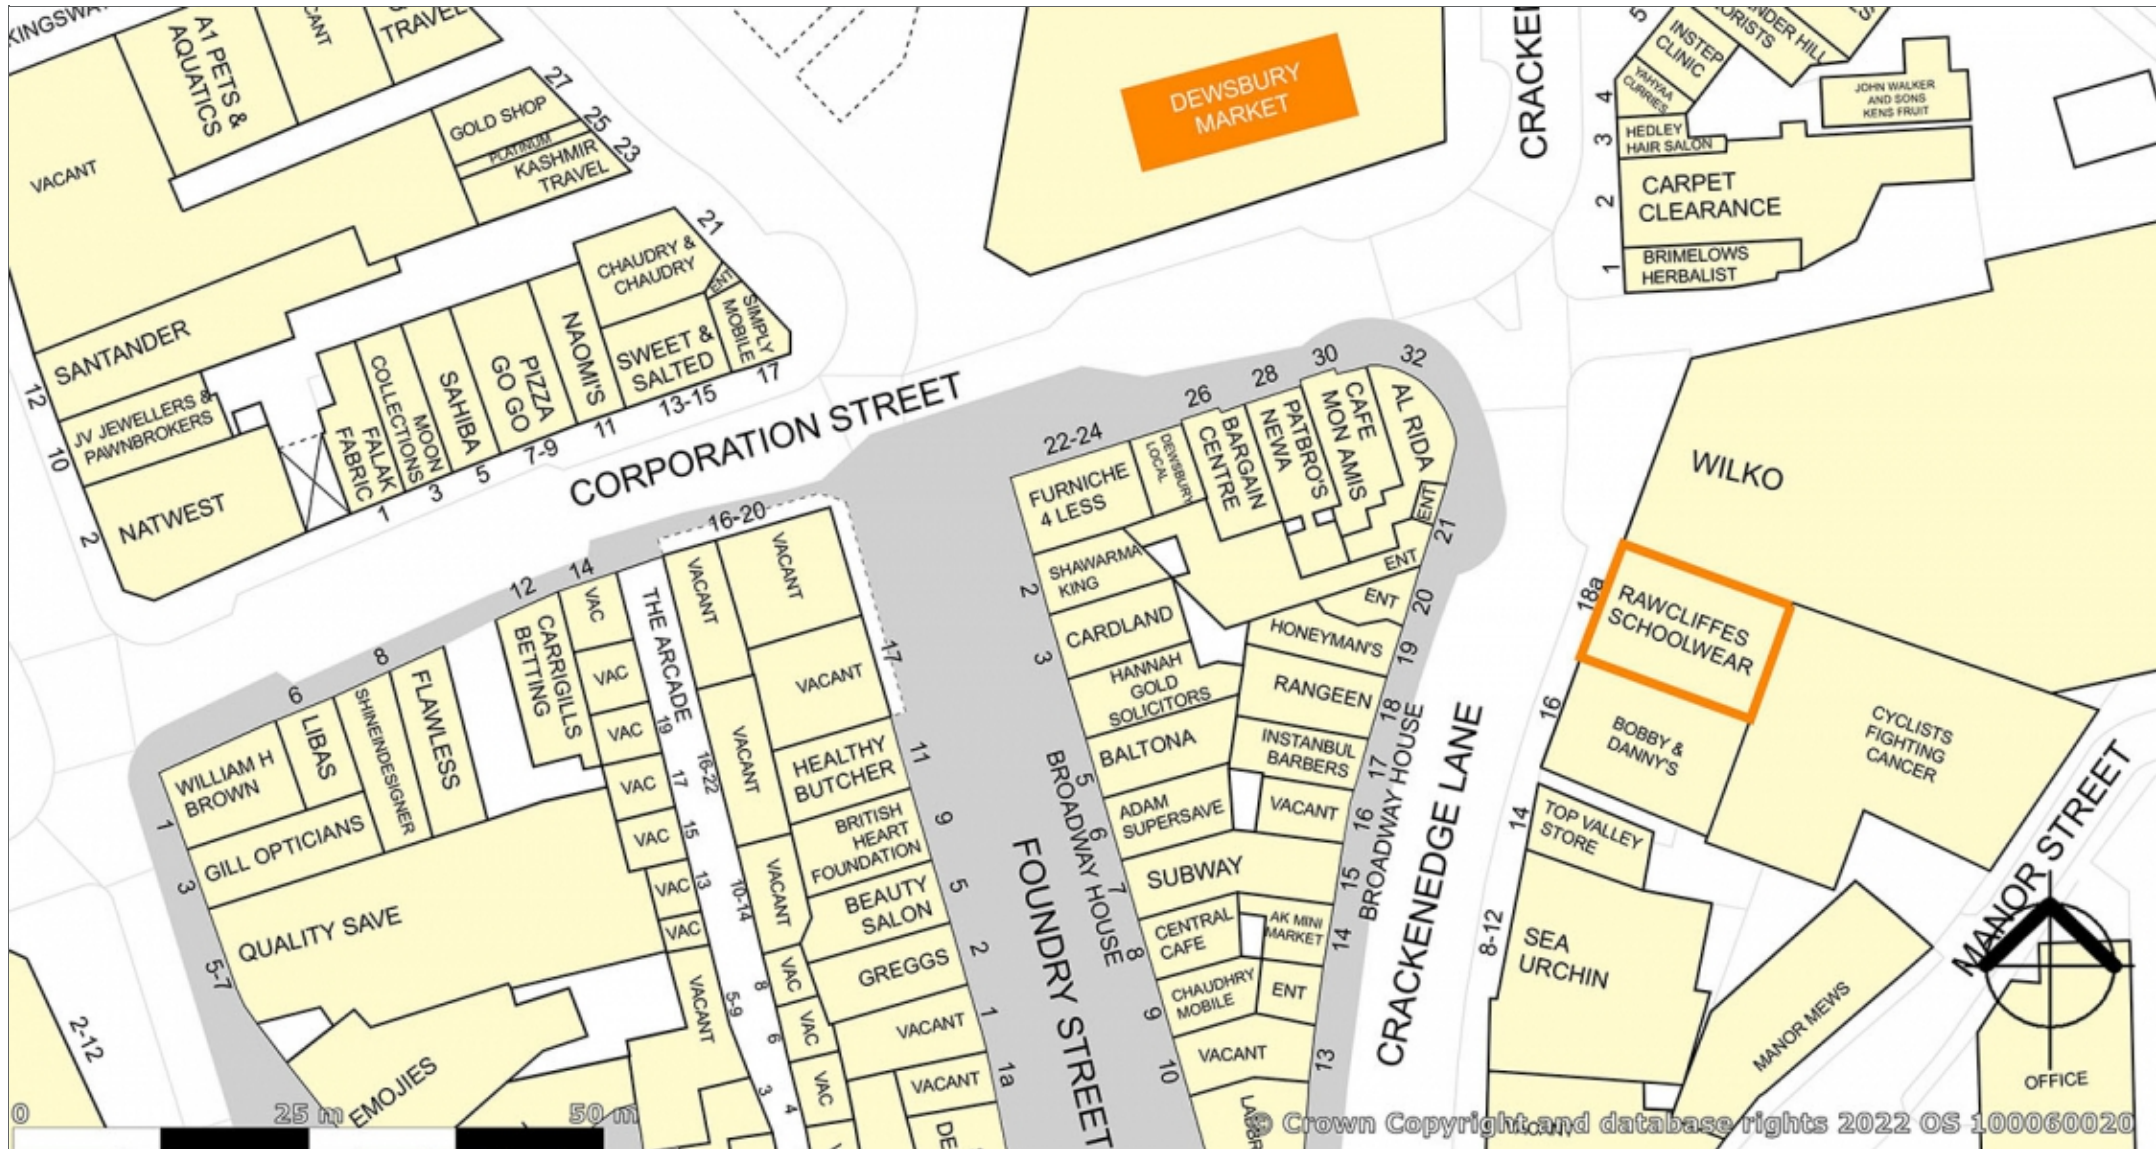 A1 PETS &
AQUATICS
TRAVEL
VACANT
27
GOLD SHOP
25
PLATINUM
23
KASHMIR
TRAVEL
21
CHAUDRY &
CHAUDRY
ENT
SIMPLY
MOBILE
17
SWEET &
SALTED
13-15
NAOMI'S
11
PIZZA
GO GO
7-9
SAHIBA
5
MOON
COLLECTIONS
3
FALAK
FABRIC
1
SANTANDER
12
JV JEWELLERS &
PAWNBROKERS
10
NATWEST
2
CORPORATION STREET
DEWSBURY
MARKET
INSTEP
CLINIC
YAHYAA
CURRIES
4
HEDLEY
HAIR SALON
3
CARPET
CLEARANCE
2
BRIMELOWS
HERBALIST
1
JOHN WALKER
AND SONS
KENS FRUIT
WILKO
18a
RAWCLIFFES
SCHOOLWEAR
16
BOBBY &
DANNY'S
CYCLISTS
FIGHTING
CANCER
14
TOP VALLEY
STORE
8-12
SEA
URCHIN
MANOR MEWS
MANOR STREET
OFFICE
22-24
FURNICHE
4 LESS
DEWSBURY
LOCAL
26
BARGAIN
CENTRE
28
PATBRO'S
NEWA
30
CAFE
MON AMIS
32
AL RIDA
ENT
21
ENT
ENT
20
2
SHAWARMA
KING
3
CARDLAND
HANNAH
GOLD
SOLICITORS
5
BALTONA
6
ADAM
SUPERSAVE
7
SUBWAY
8
CENTRAL
CAFE
9
CHAUDHRY
MOBILE
10
VACANT
HONEYMAN'S
19
RANGEEN
18
INSTANBUL
BARBERS
17
VACANT
16
15
AK MINI
MARKET
14
ENT
13
BROADWAY HOUSE
BROADWAY HOUSE
CRACKENEDGE LANE
FOUNDRY STREET
16-20
VACANT
VACANT
17
VACANT
VACANT
16-22
HEALTHY
BUTCHER
11
BRITISH
HEART
FOUNDATION
9
BEAUTY
SALON
5
GREGGS
2
VACANT
1
VACANT
1a
VACANT
10-14
VAC
8
VAC
6
VAC
4
THE ARCADE
12
CARRIGILLS
BETTING
14
VAC
VAC
VAC
19
VAC
17
VAC
15
VAC
13
VAC
VACANT
5-9
3
6
LIBAS
8
SHINEINDESIGNER
FLAWLESS
WILLIAM H
BROWN
1
GILL OPTICIANS
3
QUALITY SAVE
5-7
EMOJIES
2-12
0
25 m
50 m
© Crown Copyright and database rights 2022 OS 100060020